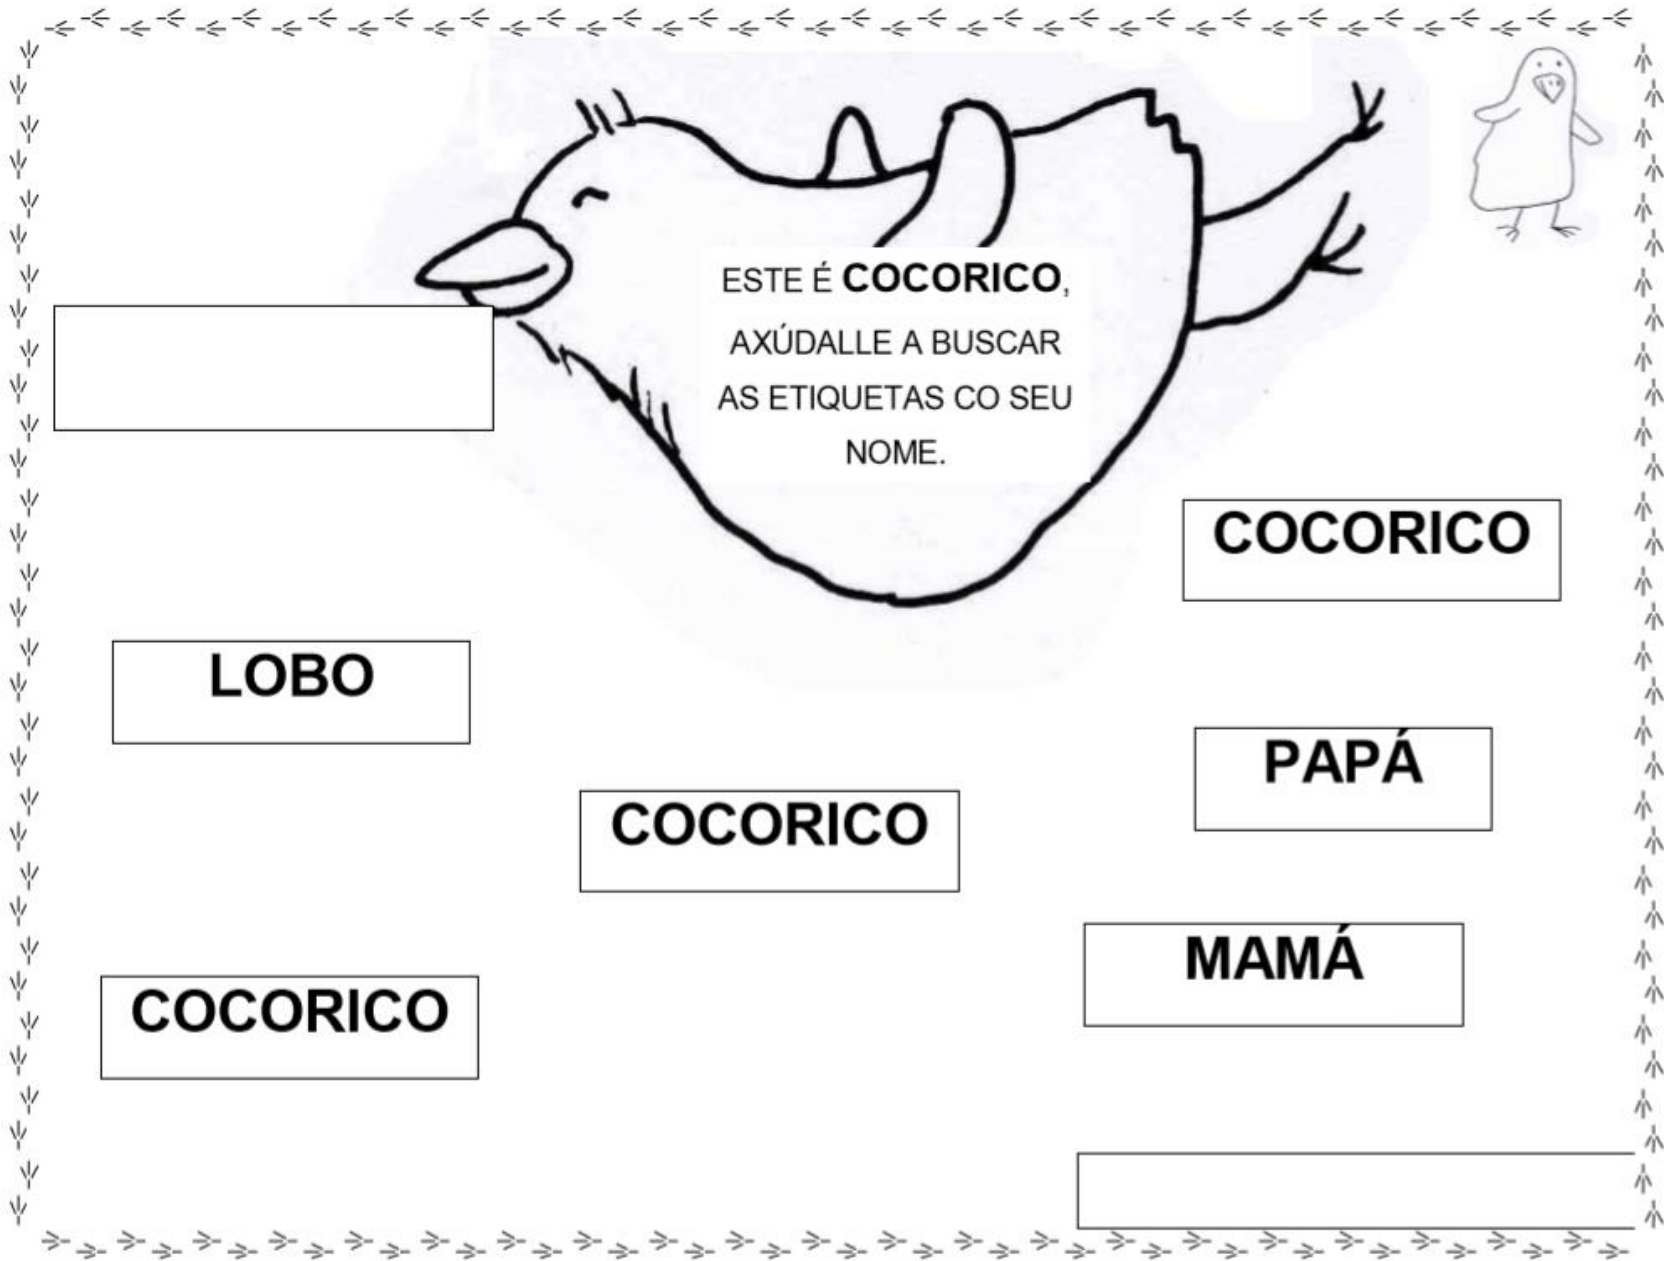 ESTE É COCORICO,
AXÚDALLE A BUSCAR
AS ETIQUETAS CO SEU
NOME.
COCORICO
LOBO
PAPÁ
COCORICO
MAMÁ
COCORICO